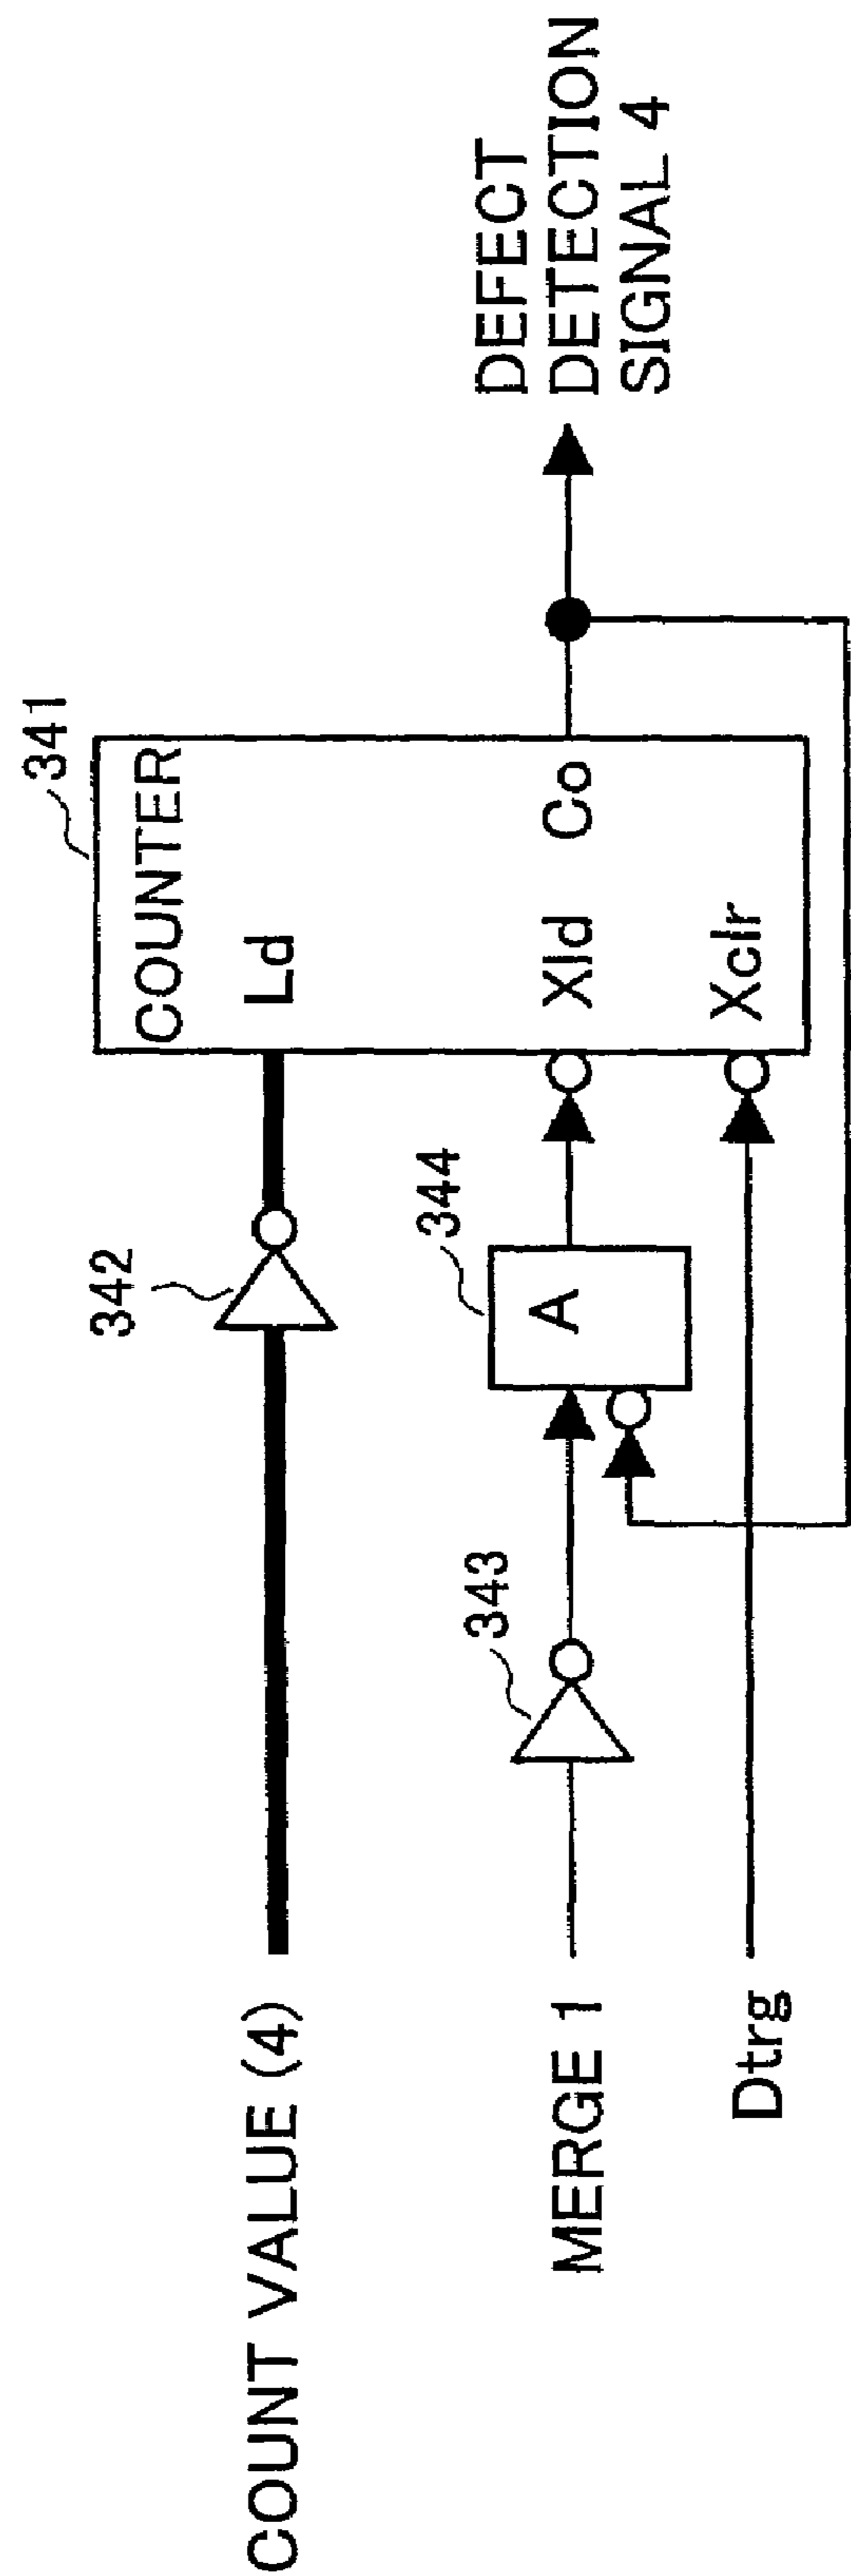 COUNT VALUE (4)
MERGE 1
Dtrg
342
343
344
A
341
COUNTER
Ld
Xld
Xclr
Co
DEFECT
DETECTION
SIGNAL 4